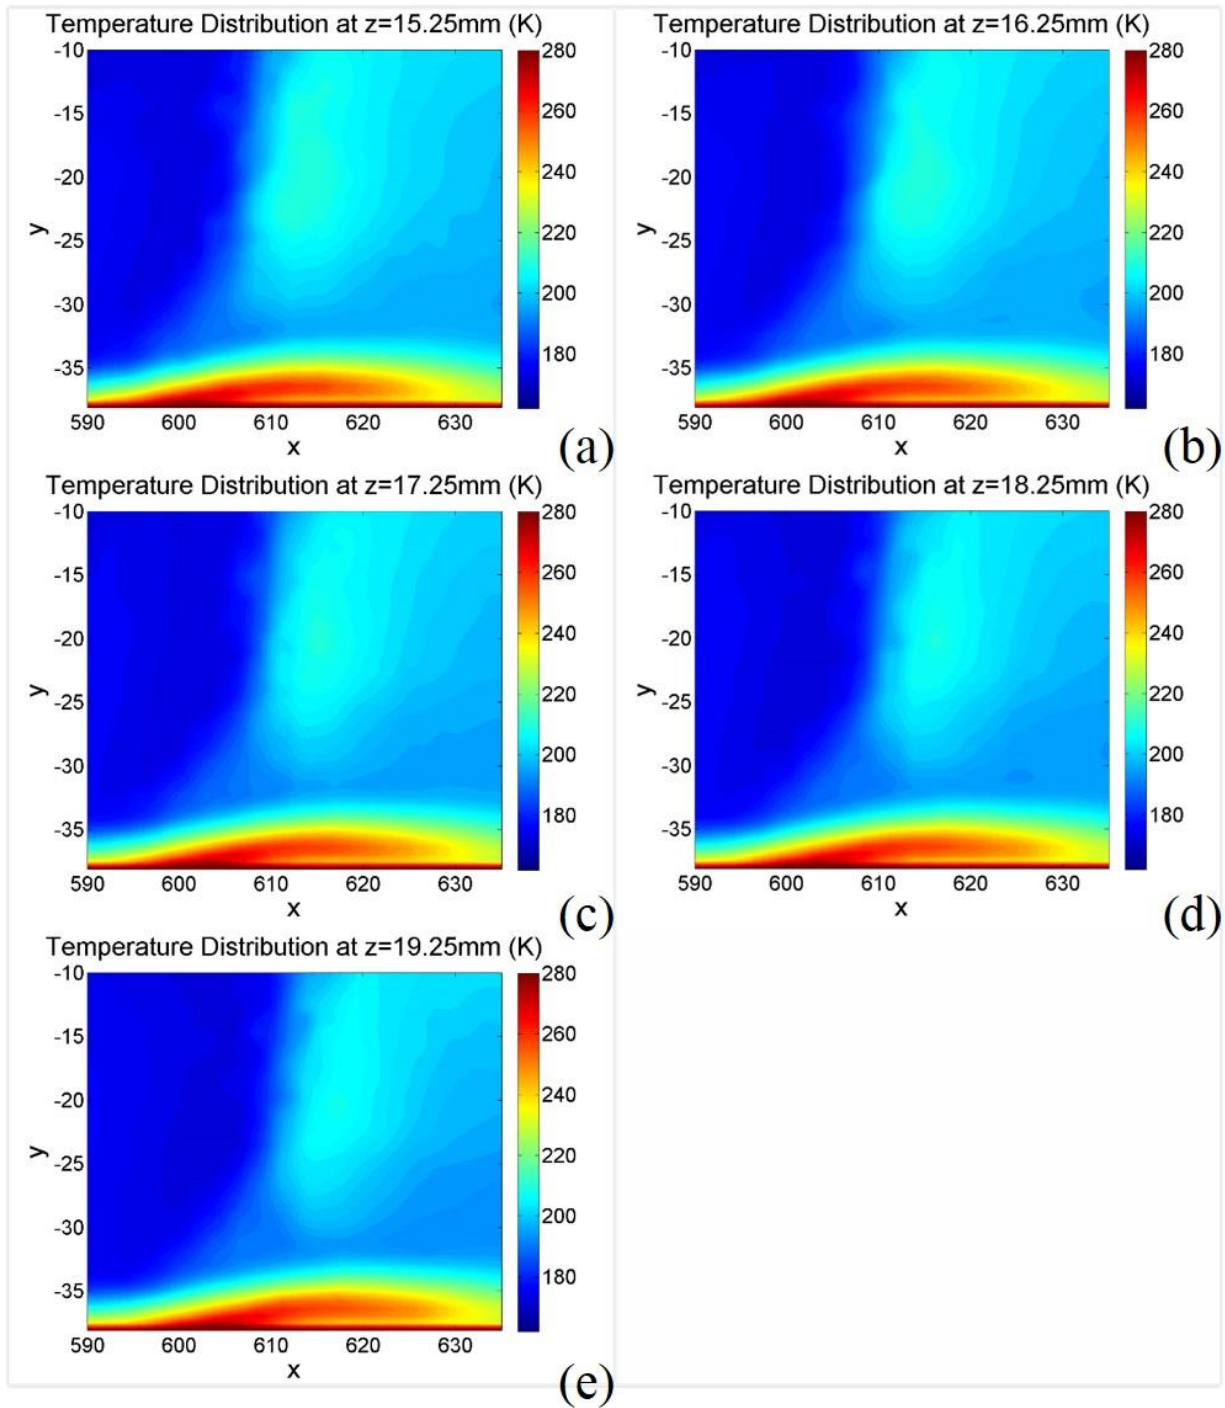 Temperature Distribution at z=15.25mm (K)
-10
-15
-20
-25
-30
-35
y
590 600 610 620 630
x
280
260
240
220
200
180
(a)
Temperature Distribution at z=16.25mm (K)
-10
-15
-20
-25
-30
-35
y
590 600 610 620 630
x
280
260
240
220
200
180
(b)
Temperature Distribution at z=17.25mm (K)
-10
-15
-20
-25
-30
-35
y
590 600 610 620 630
x
280
260
240
220
200
180
(c)
Temperature Distribution at z=18.25mm (K)
-10
-15
-20
-25
-30
-35
y
590 600 610 620 630
x
280
260
240
220
200
180
(d)
Temperature Distribution at z=19.25mm (K)
-10
-15
-20
-25
-30
-35
y
590 600 610 620 630
x
280
260
240
220
200
180
(e)